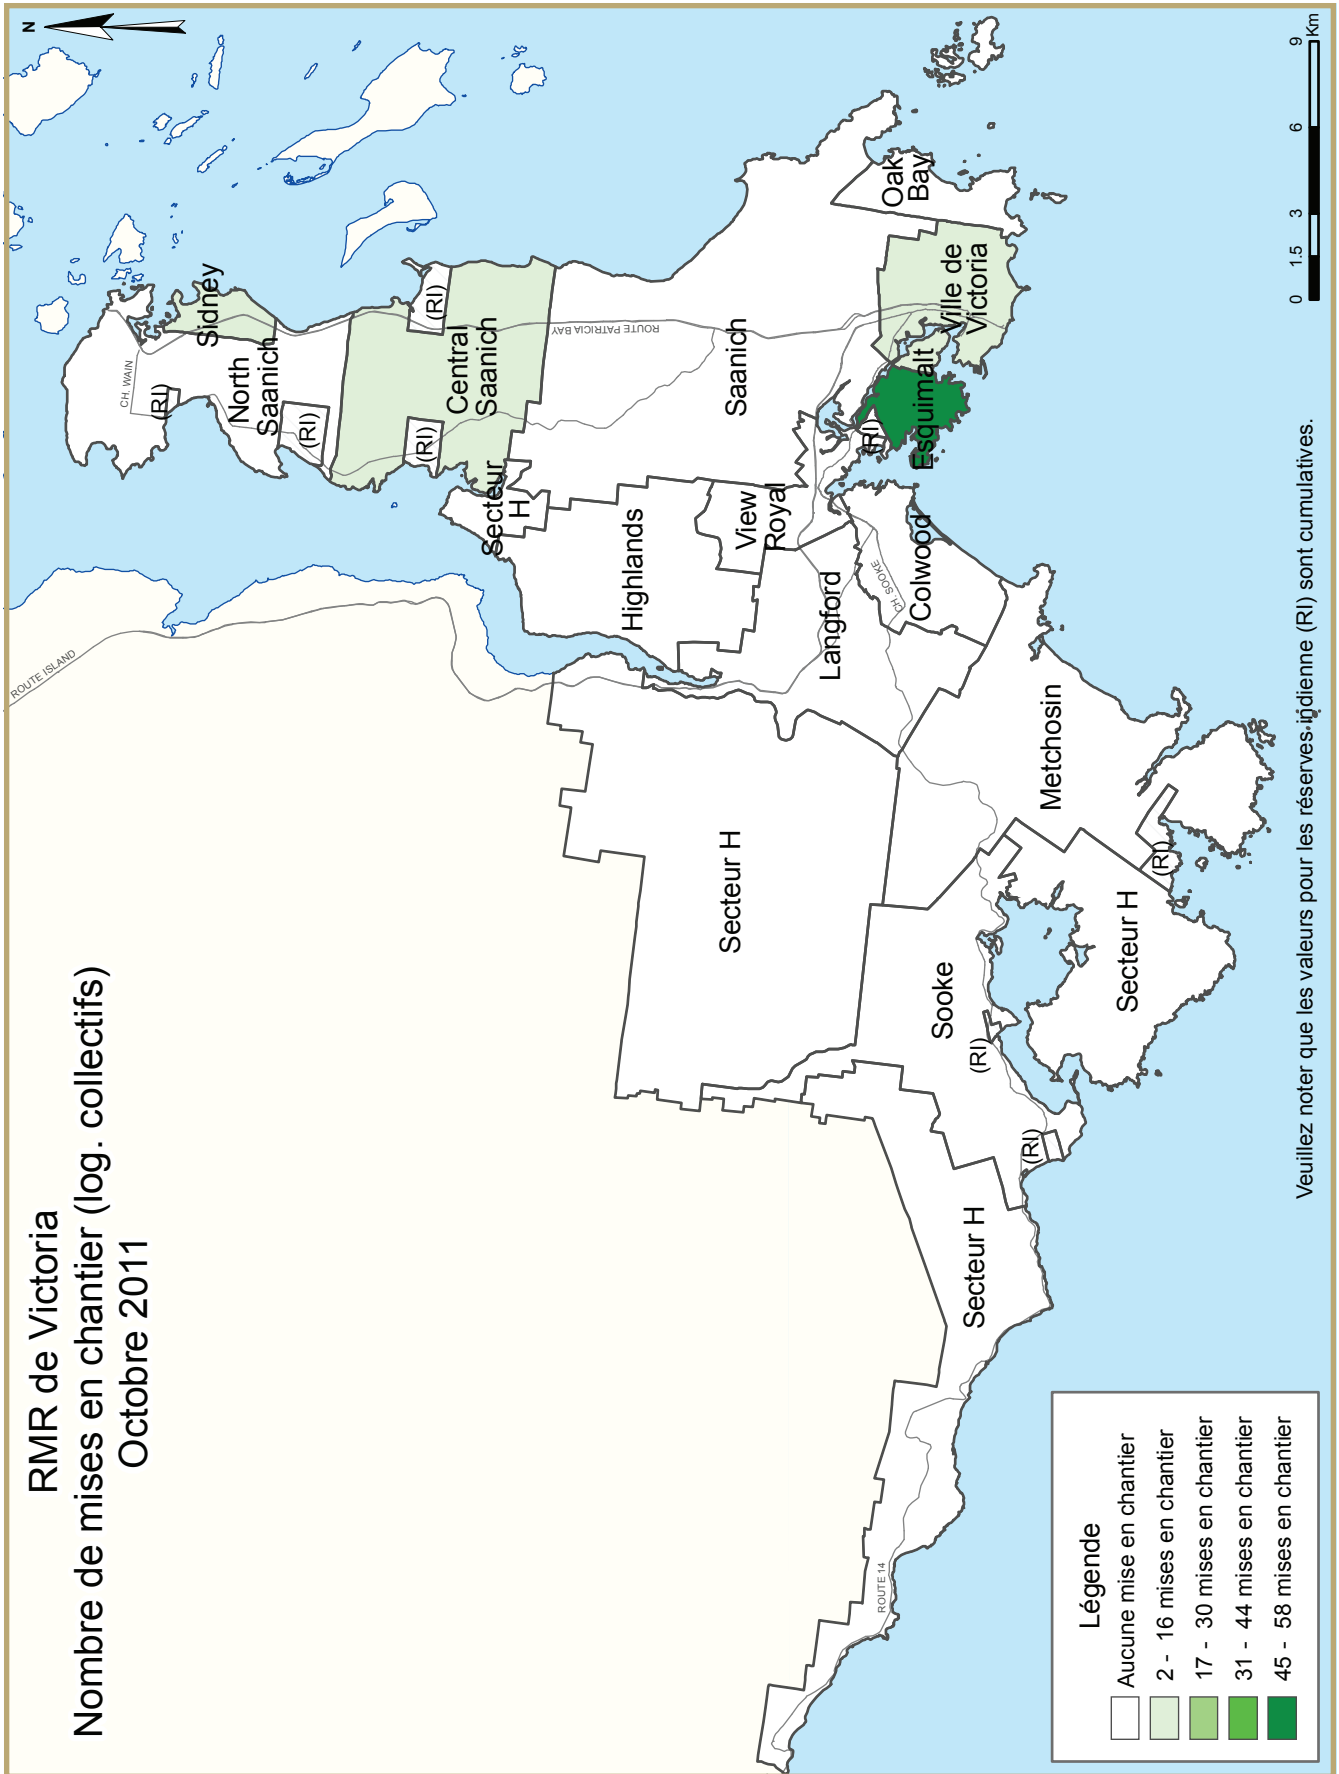 RMR de Victoria
Nombre de mises en chantier (log. collectifs)
Octobre 2011
N
ROUTE ISLAND
CH. WAIN
(RI)
North
Saanich
Sidney
(RI)
(RI)
Central
Saanich
(RI)
ROUTE PATRICIA BAY
Secteur
H
Saanich
Highlands
View
Royal
Oak
Bay
Ville de
Victoria
Esquimalt
(RI)
Langford
CH. SOOKE
Colwood
Secteur H
Metchosin
(RI)
Secteur H
Sooke
(RI)
(RI)
Secteur H
ROUTE 14
Légende
Aucune mise en chantier
2 - 16 mises en chantier
17 - 30 mises en chantier
31 - 44 mises en chantier
45 - 58 mises en chantier
Veuillez noter que les valeurs pour les réserves indienne (RI) sont cumulatives.
0 1.5 3 6 9
Km